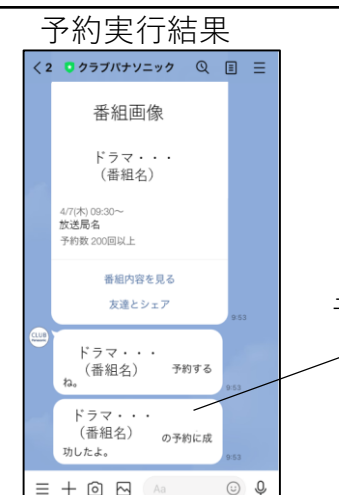 予約実行結果
2 クラブパナソニック
番組画像
ドラマ・・・
（番組名）
4/7(木) 09:30〜
放送局名
予約数 200回以上
番組内容を見る
友達とシェア
9:53
CLUB
ドラマ・・・
（番組名） 予約する
ね。
9:53
ドラマ・・・
（番組名） の予約に成
功したよ。
9:53
Aa